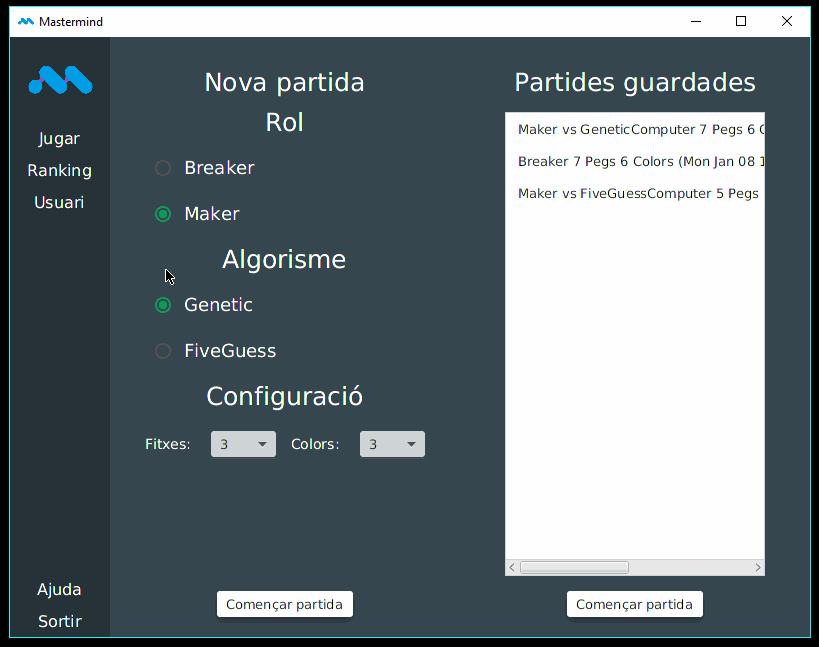 Mastermind
Jugar
Ranking
Usuari
Ajuda
Sortir
Nova partida
Rol
Breaker
Maker
Algorisme
Genetic
FiveGuess
Configuració
Fitxes: 3 Colors: 3
Començar partida
Partides guardades
Maker vs GeneticComputer 7 Pegs 6
Breaker 7 Pegs 6 Colors (Mon Jan 08
Maker vs FiveGuessComputer 5 Pegs
Començar partida